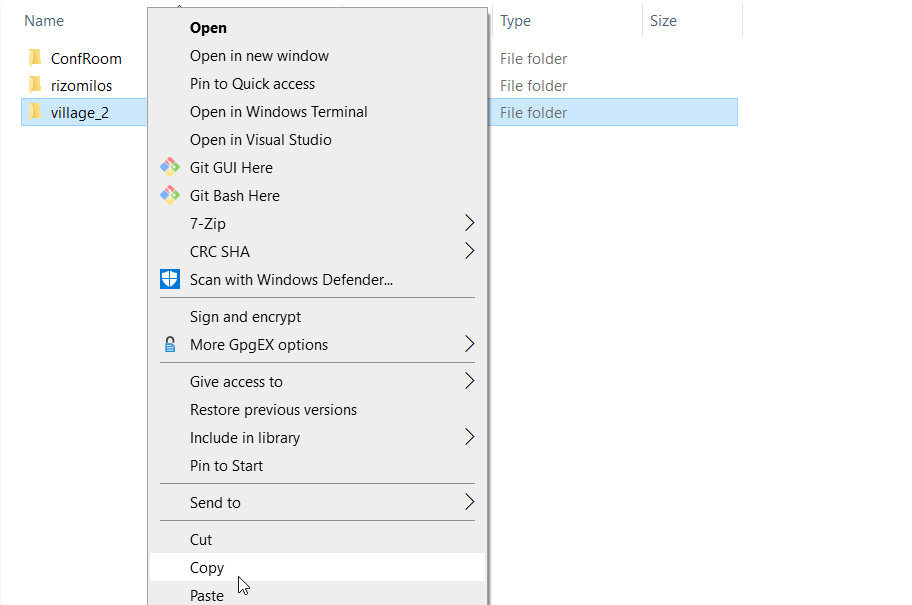 Name Type Size
ConfRoom File folder
rizomilos File folder
village_2 File folder
Open
Open in new window
Pin to Quick access
Open in Windows Terminal
Open in Visual Studio
Git GUI Here
Git Bash Here
7-Zip
CRC SHA
Scan with Windows Defender...
Sign and encrypt
More GpgEX options
Give access to
Restore previous versions
Include in library
Pin to Start
Send to
Cut
Copy
Paste